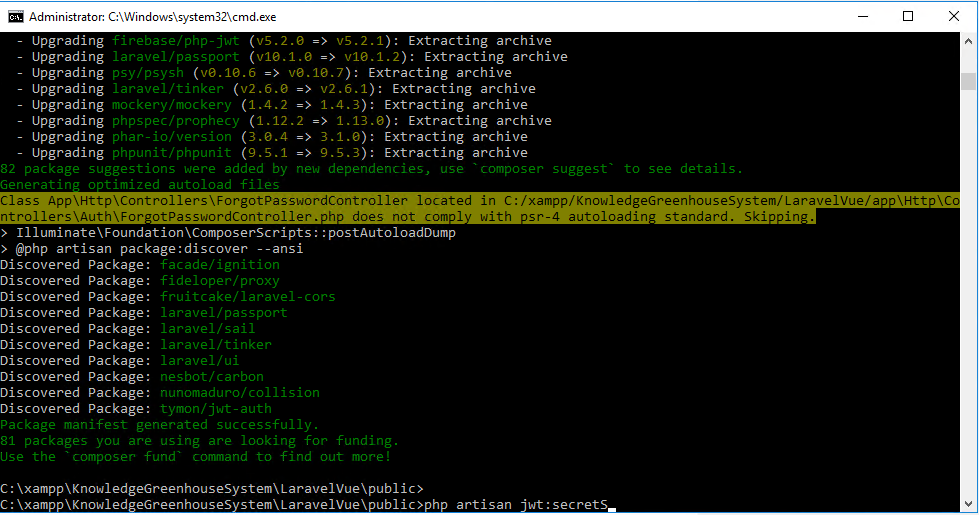 Administrator: C:\Windows\system32\cmd.exe
- Upgrading firebase/php-jwt (v5.2.0 => v5.2.1): Extracting archive
- Upgrading laravel/passport (v10.1.0 => v10.1.2): Extracting archive
- Upgrading psy/psysh (v0.10.6 => v0.10.7): Extracting archive
- Upgrading laravel/tinker (v2.6.0 => v2.6.1): Extracting archive
- Upgrading mockery/mockery (1.4.2 => 1.4.3): Extracting archive
- Upgrading phpspec/prophecy (1.12.2 => 1.13.0): Extracting archive
- Upgrading phar-io/version (3.0.4 => 3.1.0): Extracting archive
- Upgrading phpunit/phpunit (9.5.1 => 9.5.3): Extracting archive
82 package suggestions were added by new dependencies, use `composer suggest` to see details.
Generating optimized autoload files
Class App\Http\Controllers\ForgotPasswordController located in C:/xampp/KnowledgeGreenhouseSystem/LaravelVue/app\Http\Co
ntrollers\Auth\ForgotPasswordController.php does not comply with psr-4 autoloading standard. Skipping.
> Illuminate\Foundation\ComposerScripts::postAutoloadDump
> @php artisan package:discover --ansi
Discovered Package: facade/ignition
Discovered Package: fideloper/proxy
Discovered Package: fruitcake/laravel-cors
Discovered Package: laravel/passport
Discovered Package: laravel/sail
Discovered Package: laravel/tinker
Discovered Package: laravel/ui
Discovered Package: nesbot/carbon
Discovered Package: nunomaduro/collision
Discovered Package: tymon/jwt-auth
Package manifest generated successfully.
81 packages you are using are looking for funding.
Use the `composer fund` command to find out more!
C:\xampp\KnowledgeGreenhouseSystem\LaravelVue\public>
C:\xampp\KnowledgeGreenhouseSystem\LaravelVue\public>php artisan jwt:secretS